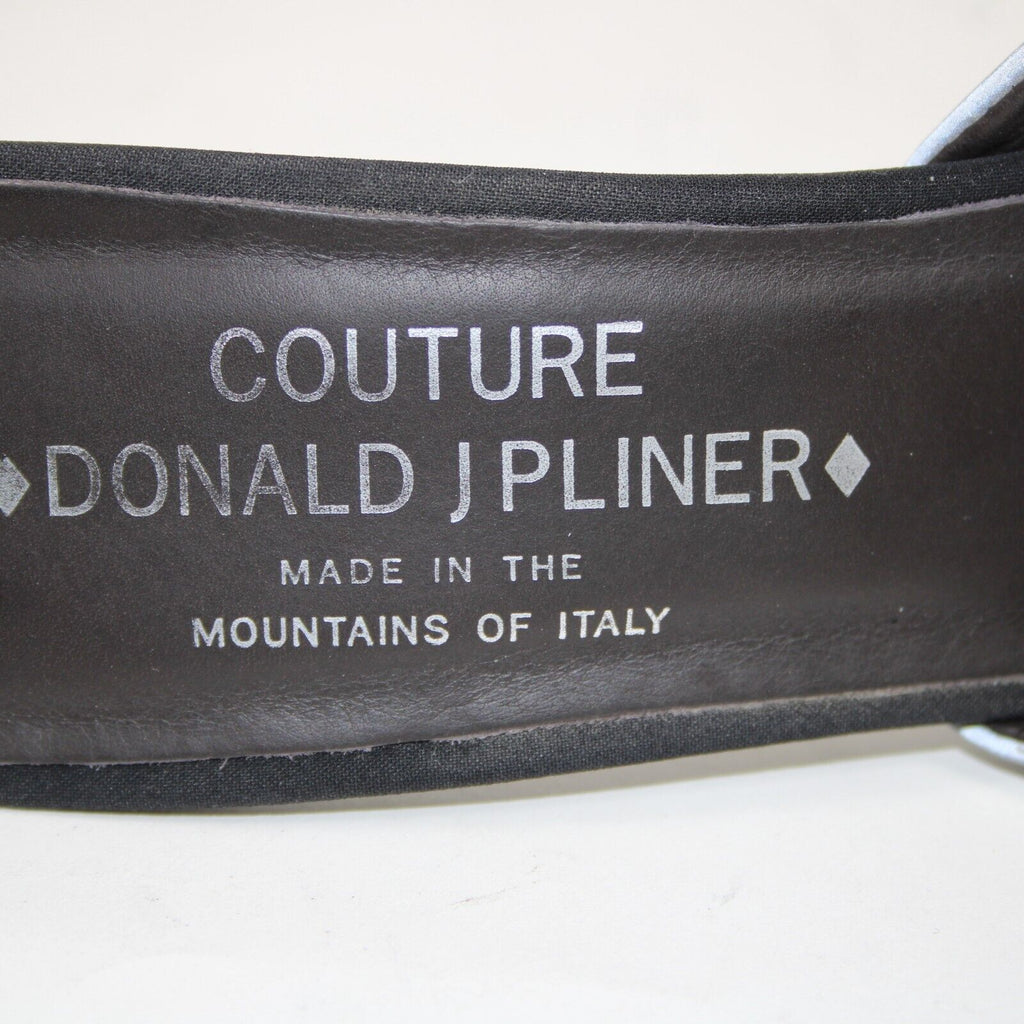 COUTURE
♦DONALD J PLINER♦
MADE IN THE
MOUNTAINS OF ITALY